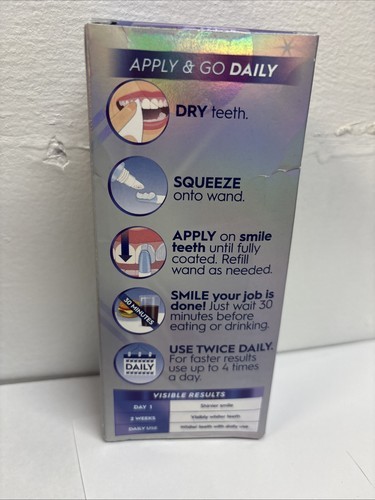 APPLY & GO DAILY
DRY teeth.
SQUEEZE
onto wand.
APPLY on smile
teeth until fully
coated. Refill
wand as needed.
30 MINUTES
SMILE your job is
done! Just wait 30
minutes before
eating or drinking.
DAILY
USE TWICE DAILY.
For faster results
use up to 4 times
a day.
VISIBLE RESULTS
DAY 1 Shinier smile
2 WEEKS Visibly whiter teeth
DAILY USE Whiter teeth with daily use